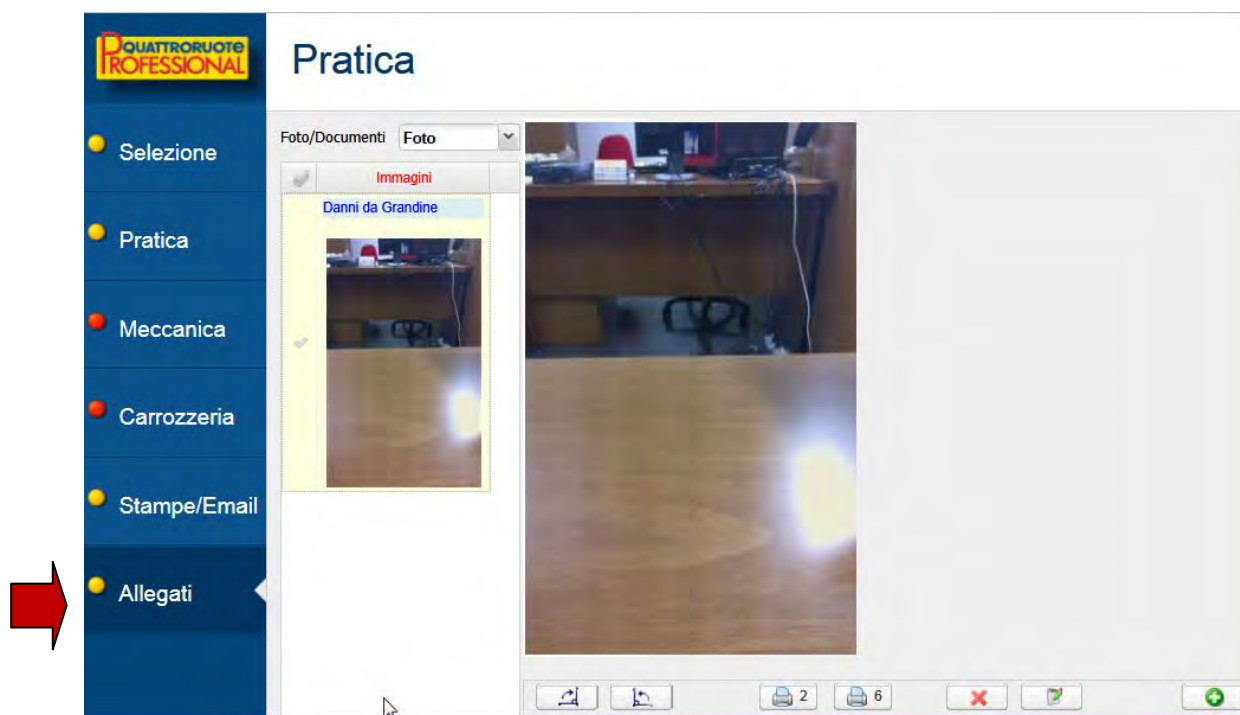 QUATTRORUOTE
PROFESSIONAL
Pratica
Selezione
Pratica
Meccanica
Carrozzeria
Stampe/Email
Allegati
Foto/Documenti Foto
Immagini
Danni da Grandine
2 6